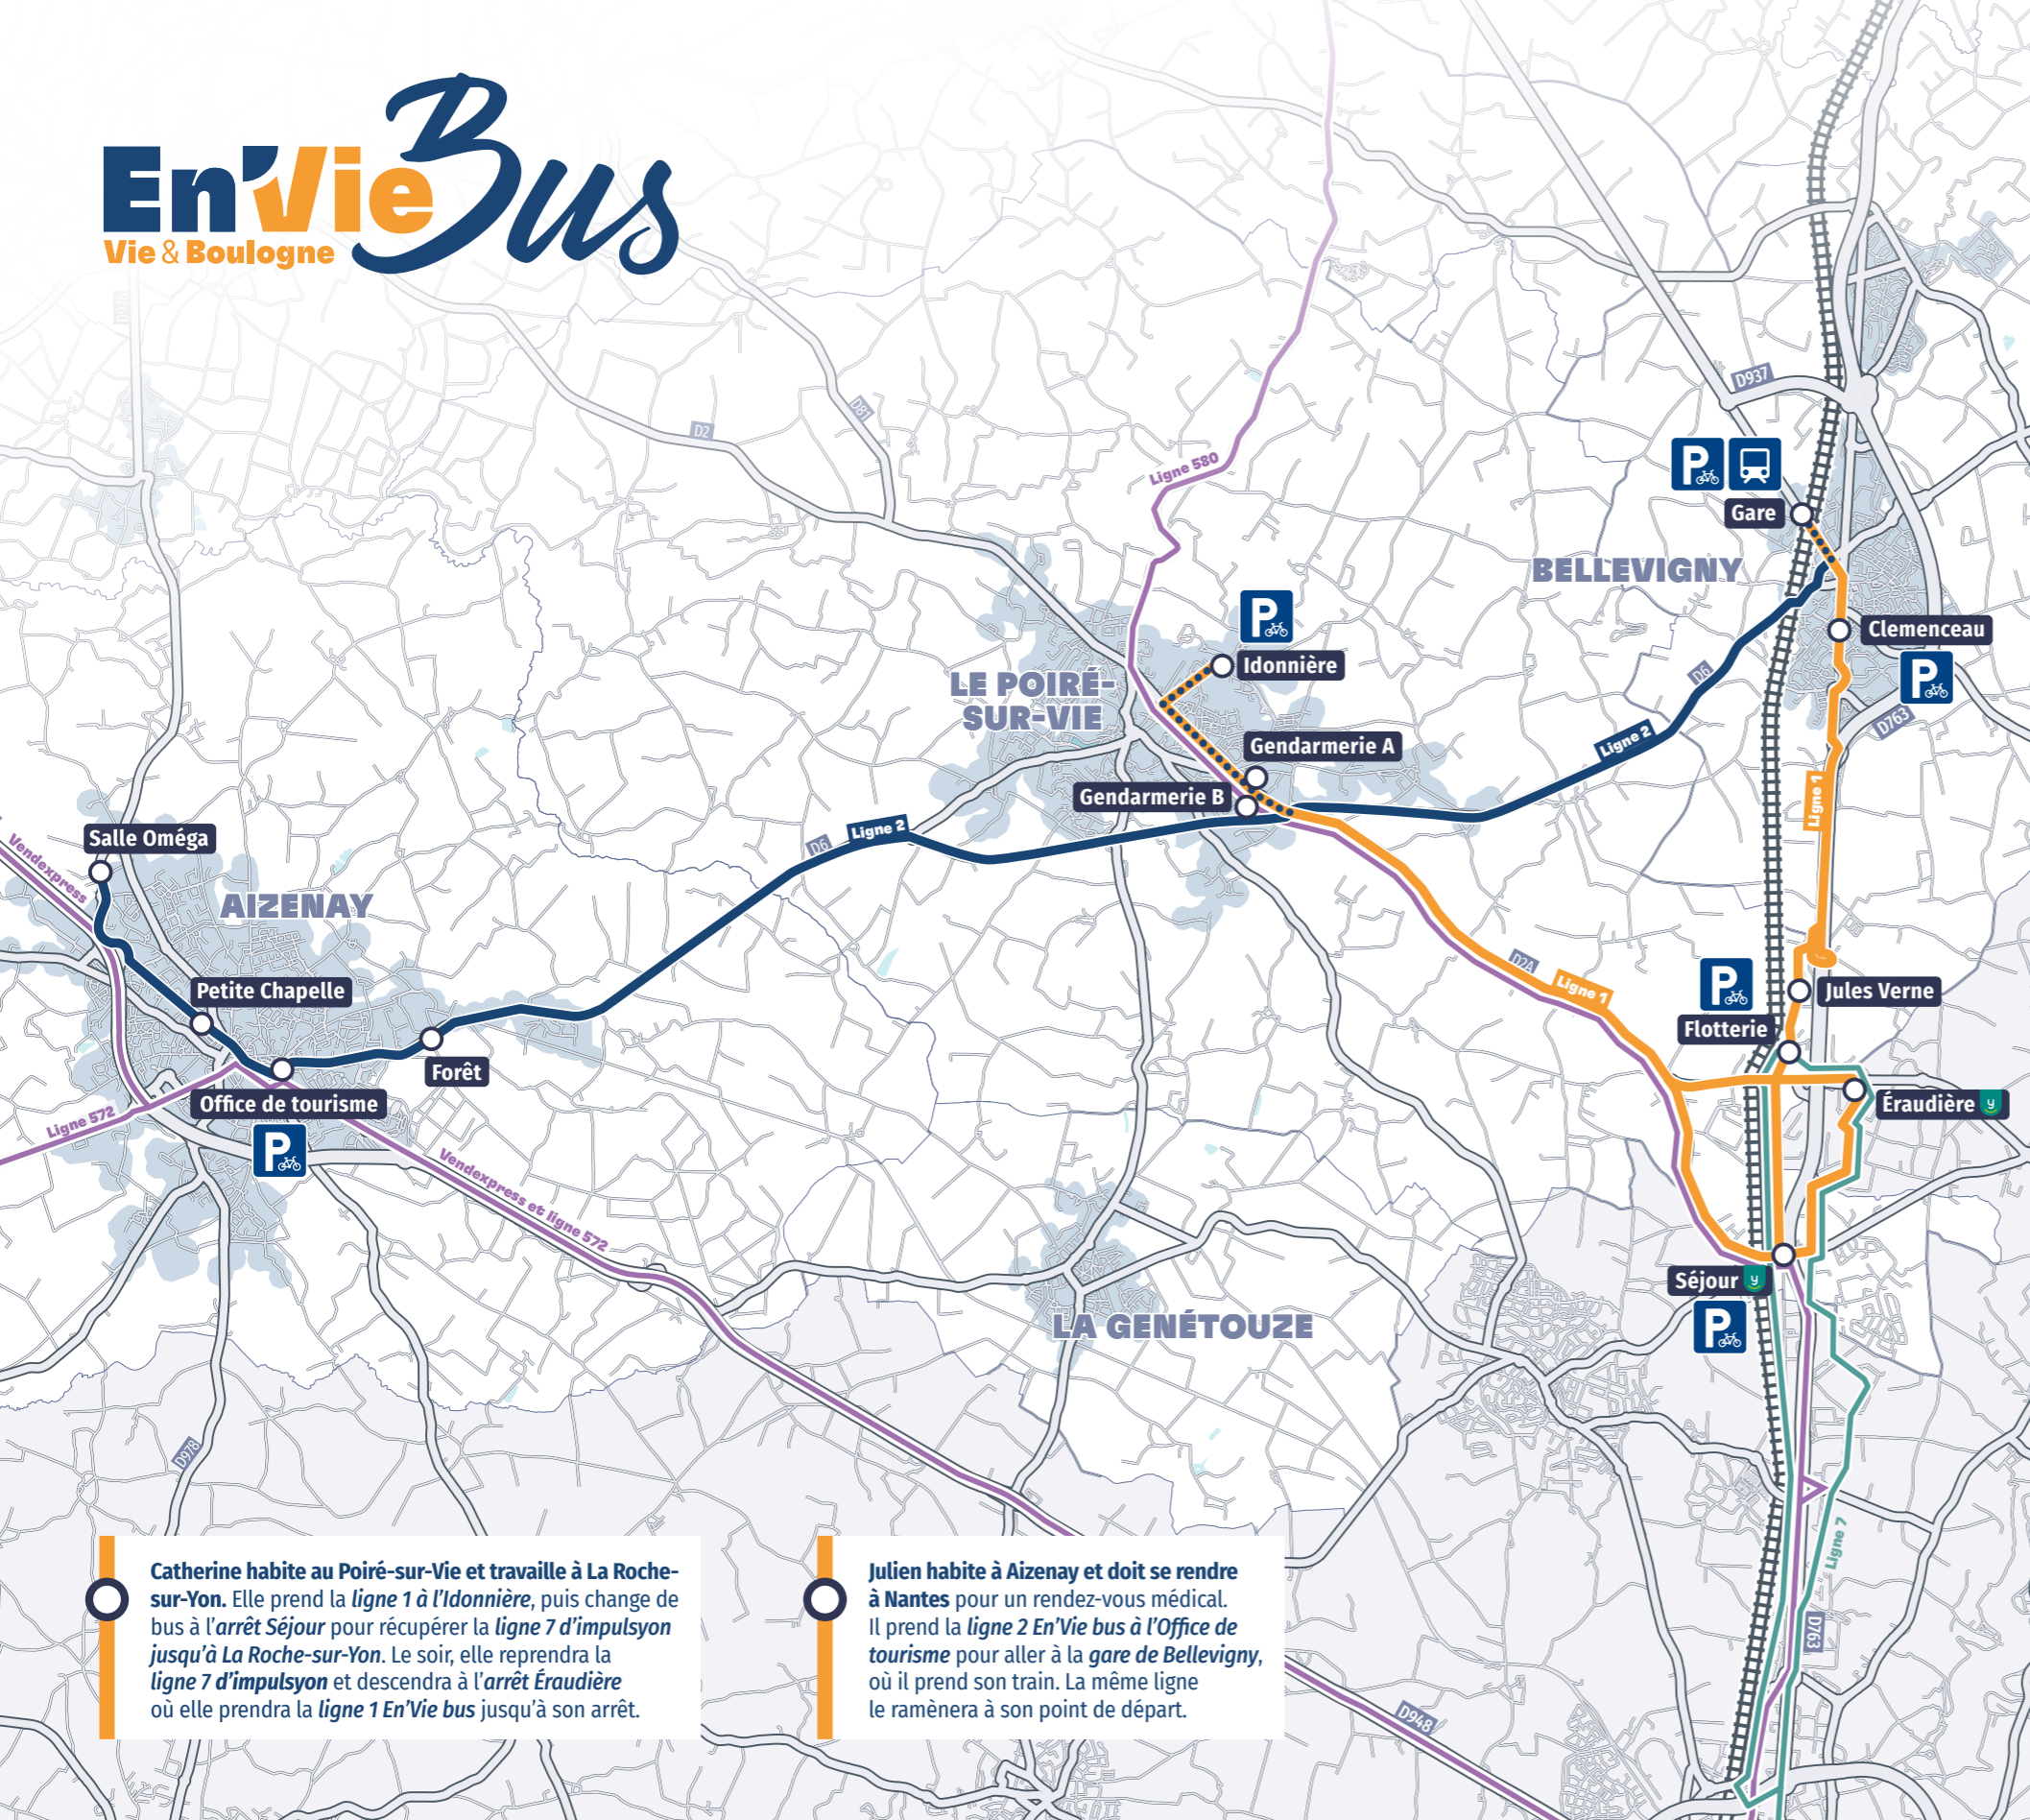 En'Vie Bus
Vie & Boulogne
D978
D2
D81
Ligne 580
D937
Gare
BELLEVIGNY
Clemenceau
D763
D6
Ligne 2
Ligne 1
Idonnière
LE POIRÉ-
SUR-VIE
Gendarmerie A
Gendarmerie B
Ligne 2
D6
Salle Oméga
Vendexpress
AIZENAY
Petite Chapelle
Forêt
Office de tourisme
Ligne 572
Vendexpress et ligne 572
D2A
Ligne 1
Jules Verne
Flotterie
Éraudière y
Séjour y
LA GENÉTOUZE
D978
Ligne 7
D763
D948
P
P
P
P
P
P
Catherine habite au Poiré-sur-Vie et travaille à La Roche-
sur-Yon. Elle prend la ligne 1 à l'Idonnière, puis change de
bus à l'arrêt Séjour pour récupérer la ligne 7 d'impulsyon
jusqu'à La Roche-sur-Yon. Le soir, elle reprendra la
ligne 7 d'impulsyon et descendra à l'arrêt Éraudière
où elle prendra la ligne 1 En'Vie bus jusqu'à son arrêt.
Julien habite à Aizenay et doit se rendre
à Nantes pour un rendez-vous médical.
Il prend la ligne 2 En'Vie bus à l'Office de
tourisme pour aller à la gare de Bellevigny,
où il prend son train. La même ligne
le ramènera à son point de départ.